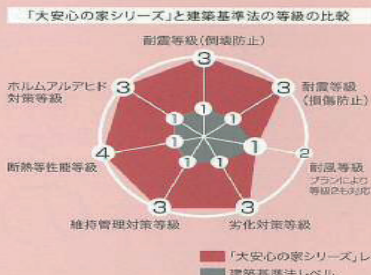 「大安心の家シリーズ」と建築基準法の等級の比較
耐震等級(倒壊防止)
3
ホルムアルデヒド
対策等級
3
3
耐震等級
(損傷防止)
1
1
1
断熱等性能等級
4
1
1
2
耐風等級
プランにより
等級2も対応
1
1
3
3
維持管理対策等級
劣化対策等級
「大安心の家シリーズ」レ
建築基準法レベル